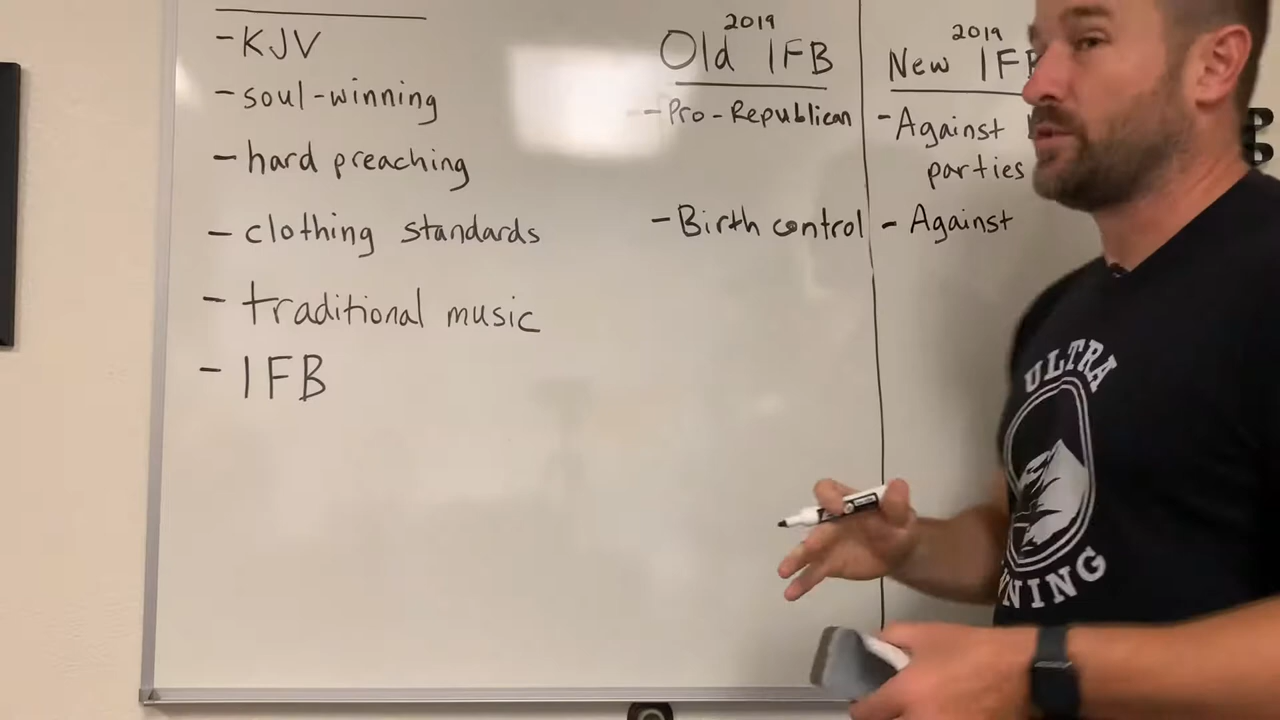 - KJV
- soul-winning
- hard preaching
- clothing standards
- traditional music
- IFB
2019
Old IFB
- Pro-Republican
- Birth control
2019
New IF
- Against
parties
- Against
ULTRA